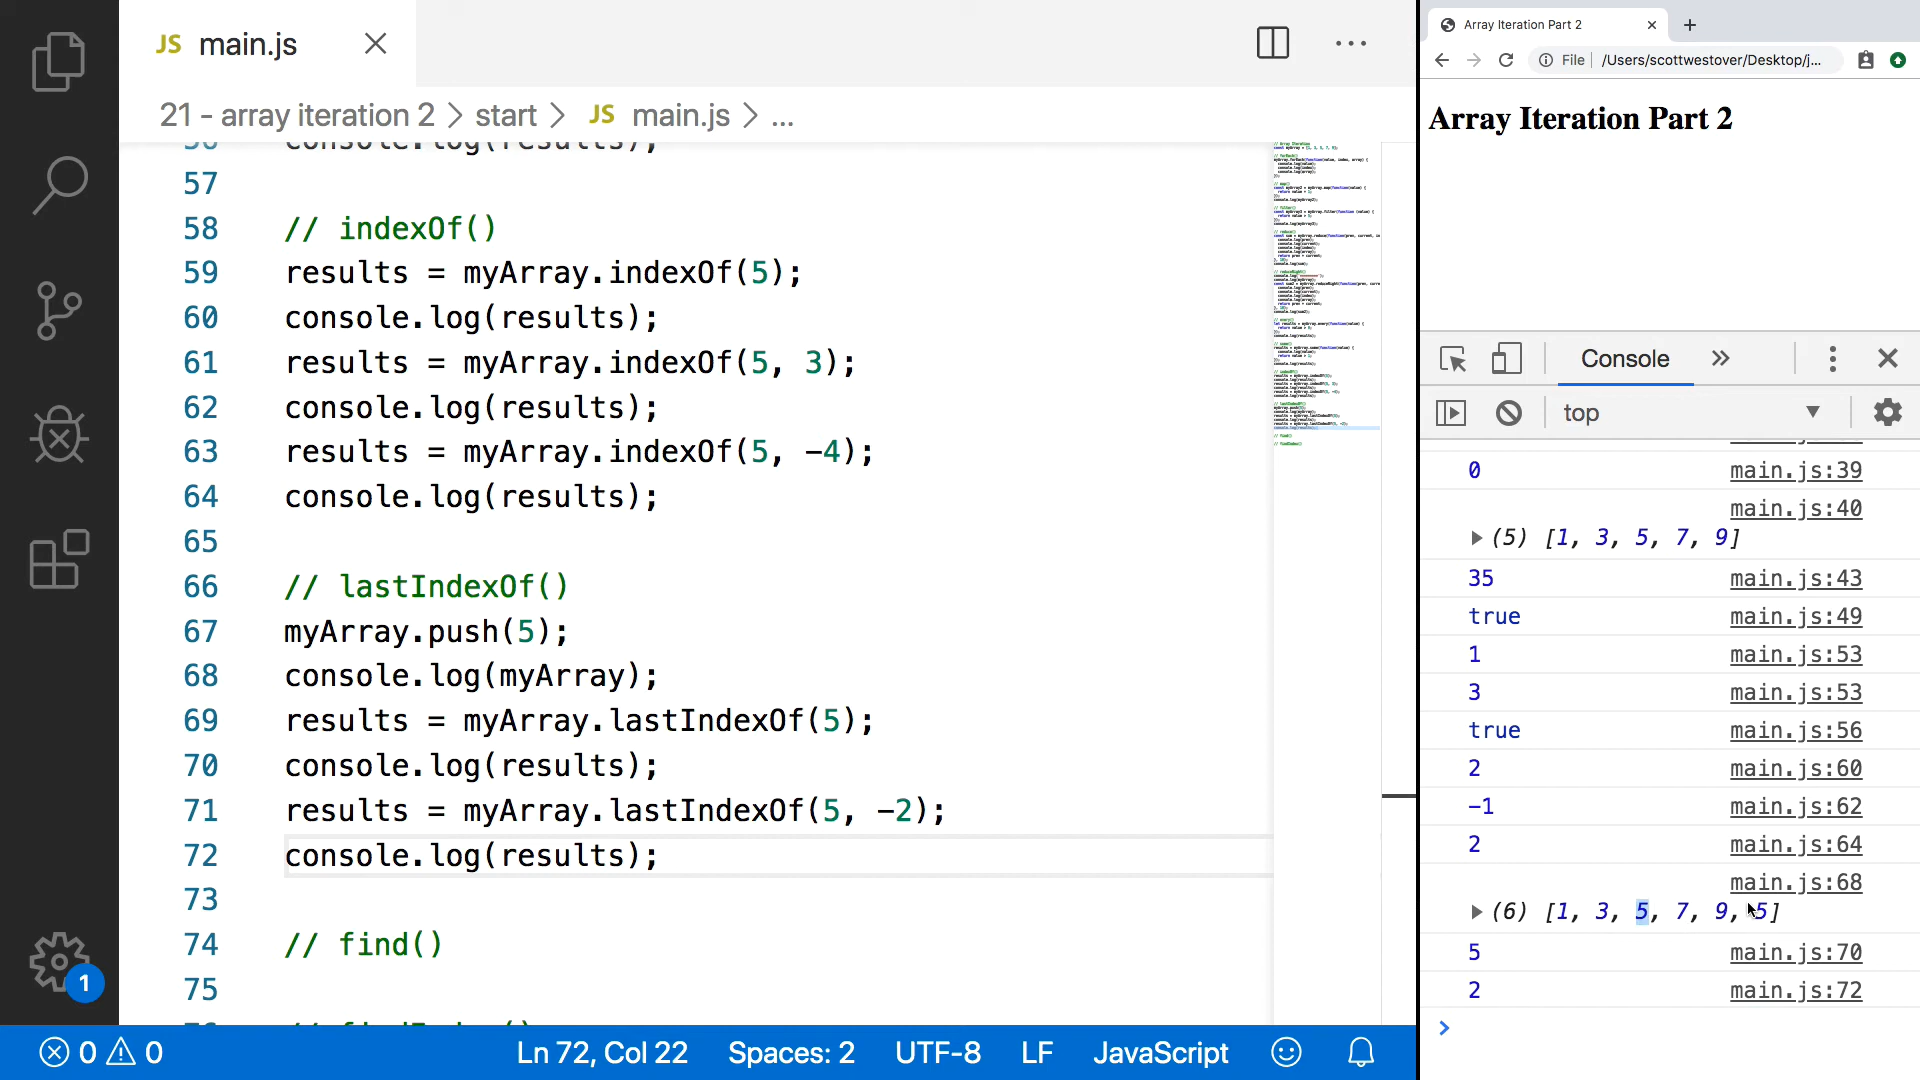 JS main.js
21 - array iteration 2 > start > JS main.js > ...
console.log(results);
57
58 // indexOf()
59 results = myArray.indexOf(5);
60 console.log(results);
61 results = myArray.indexOf(5, 3);
62 console.log(results);
63 results = myArray.indexOf(5, -4);
64 console.log(results);
65
66 // lastIndexOf()
67 myArray.push(5);
68 console.log(myArray);
69 results = myArray.lastIndexOf(5);
70 console.log(results);
71 results = myArray.lastIndexOf(5, -2);
72 console.log(results);
73
74 // find()
75
1
0 0
Ln 72, Col 22 Spaces: 2 UTF-8 LF JavaScript
Array Iteration Part 2
File /Users/scottwestover/Desktop/j...
Array Iteration Part 2
Console
top
0 main.js:39
main.js:40
(5) [1, 3, 5, 7, 9]
35 main.js:43
true main.js:49
1 main.js:53
3 main.js:53
true main.js:56
2 main.js:60
-1 main.js:62
2 main.js:64
main.js:68
(6) [1, 3, 5, 7, 9, 5]
5 main.js:70
2 main.js:72